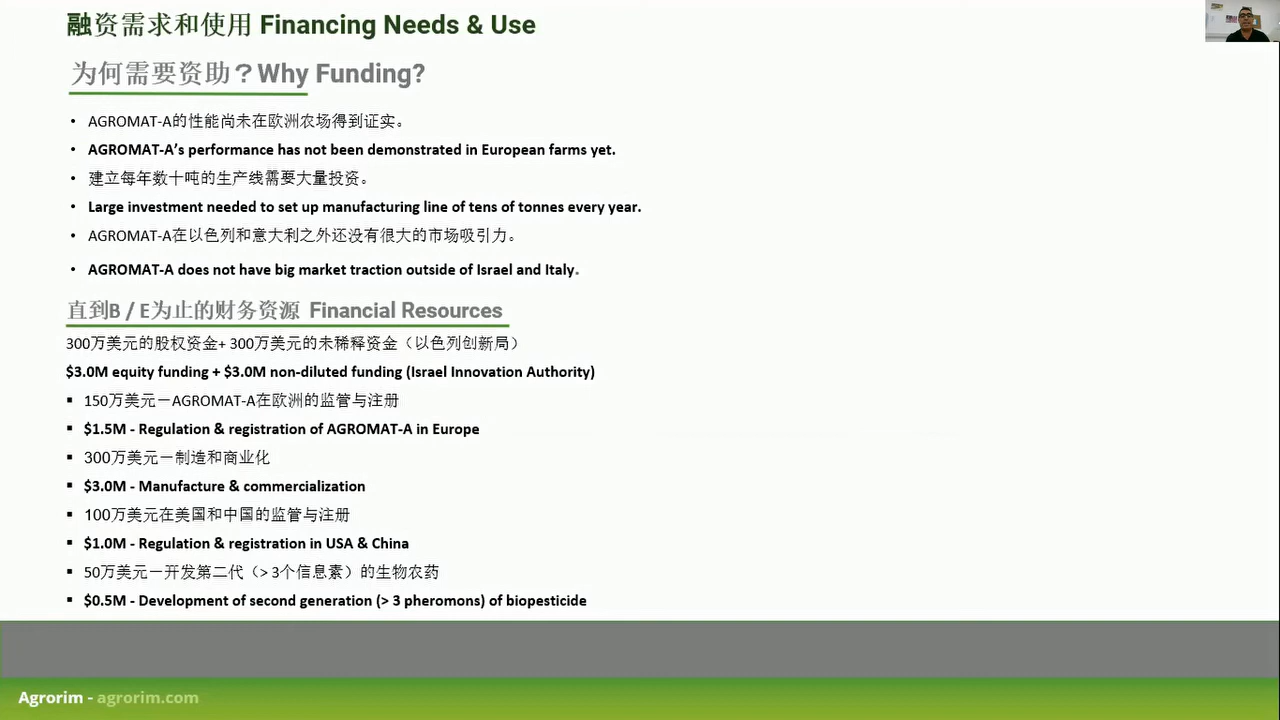 融资需求和使用 Financing Needs & Use
为何需要资助？Why Funding?
• AGROMAT-A的性能尚未在欧洲农场得到证实。
• AGROMAT-A's performance has not been demonstrated in European farms yet.
• 建立每年数十吨的生产线需要大量投资。
• Large investment needed to set up manufacturing line of tens of tonnes every year.
• AGROMAT-A在以色列和意大利之外还没有很大的市场吸引力。
• AGROMAT-A does not have big market traction outside of Israel and Italy.
直到B / E为止的财务资源 Financial Resources
300万美元的股权资金+ 300万美元的未稀释资金（以色列创新局）
$3.0M equity funding + $3.0M non-diluted funding (Israel Innovation Authority)
▪ 150万美元－AGROMAT-A在欧洲的监管与注册
▪ $1.5M - Regulation & registration of AGROMAT-A in Europe
▪ 300万美元－制造和商业化
▪ $3.0M - Manufacture & commercialization
▪ 100万美元在美国和中国的监管与注册
▪ $1.0M - Regulation & registration in USA & China
▪ 50万美元－开发第二代（> 3个信息素）的生物农药
▪ $0.5M - Development of second generation (> 3 pheromons) of biopesticide
Agrorim - agrorim.com